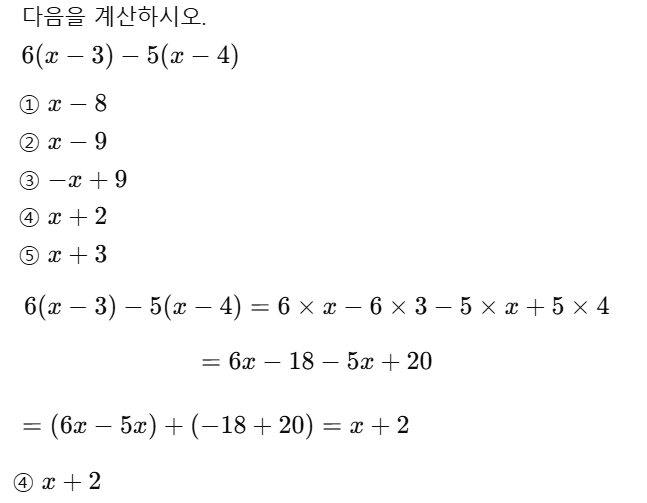 다음을 계산하시오.
6(x − 3) − 5(x − 4)
① x − 8
② x − 9
③ −x + 9
④ x + 2
⑤ x + 3
6(x − 3) − 5(x − 4) = 6 × x − 6 × 3 − 5 × x + 5 × 4
= 6x − 18 − 5x + 20
= (6x − 5x) + (−18 + 20) = x + 2
④ x + 2